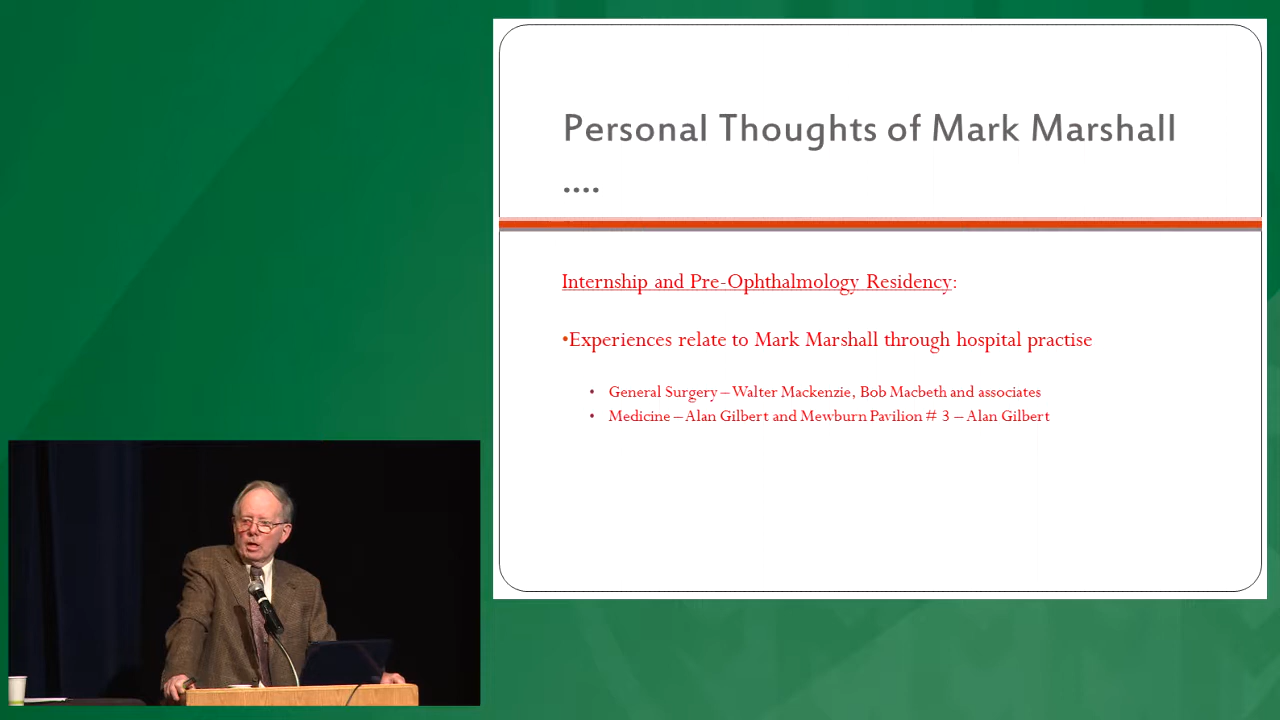 Personal Thoughts of Mark Marshall
....
Internship and Pre-Ophthalmology Residency:
•Experiences relate to Mark Marshall through hospital practise
• General Surgery – Walter Mackenzie, Bob Macbeth and associates
• Medicine – Alan Gilbert and Mewburn Pavilion # 3 – Alan Gilbert